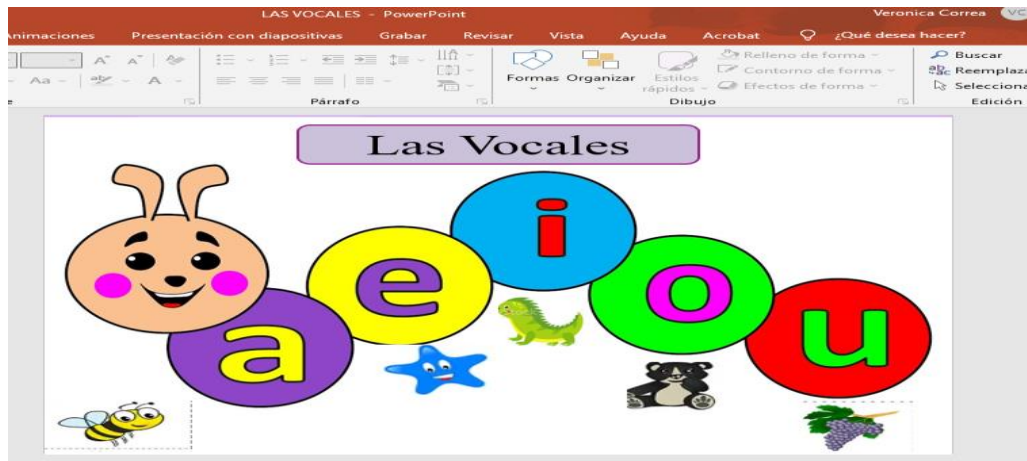 LAS VOCALES - PowerPoint
Veronica Correa VC
Animaciones Presentación con diapositivas Grabar Revisar Vista Ayuda Acrobat ¿Qué desea hacer?
Aa
A
Formas Organizar Estilos rápidos
Relleno de forma
Contorno de forma
Efectos de forma
Buscar
Reemplaza
Selecciona
Párrafo
Dibujo
Edición
Las Vocales
a e i o u